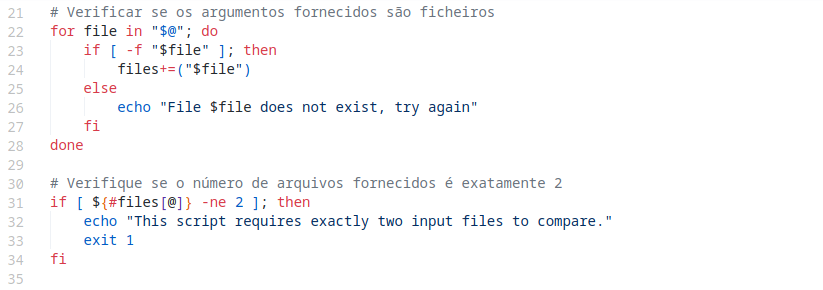 21 # Verificar se os argumentos fornecidos são ficheiros
22 for file in "$@"; do
23     if [ -f "$file" ]; then
24         files+=("$file")
25     else
26         echo "File $file does not exist, try again"
27     fi
28 done
29
30 # Verifique se o número de arquivos fornecidos é exatamente 2
31 if [ ${#files[@]} -ne 2 ]; then
32     echo "This script requires exactly two input files to compare."
33     exit 1
34 fi
35